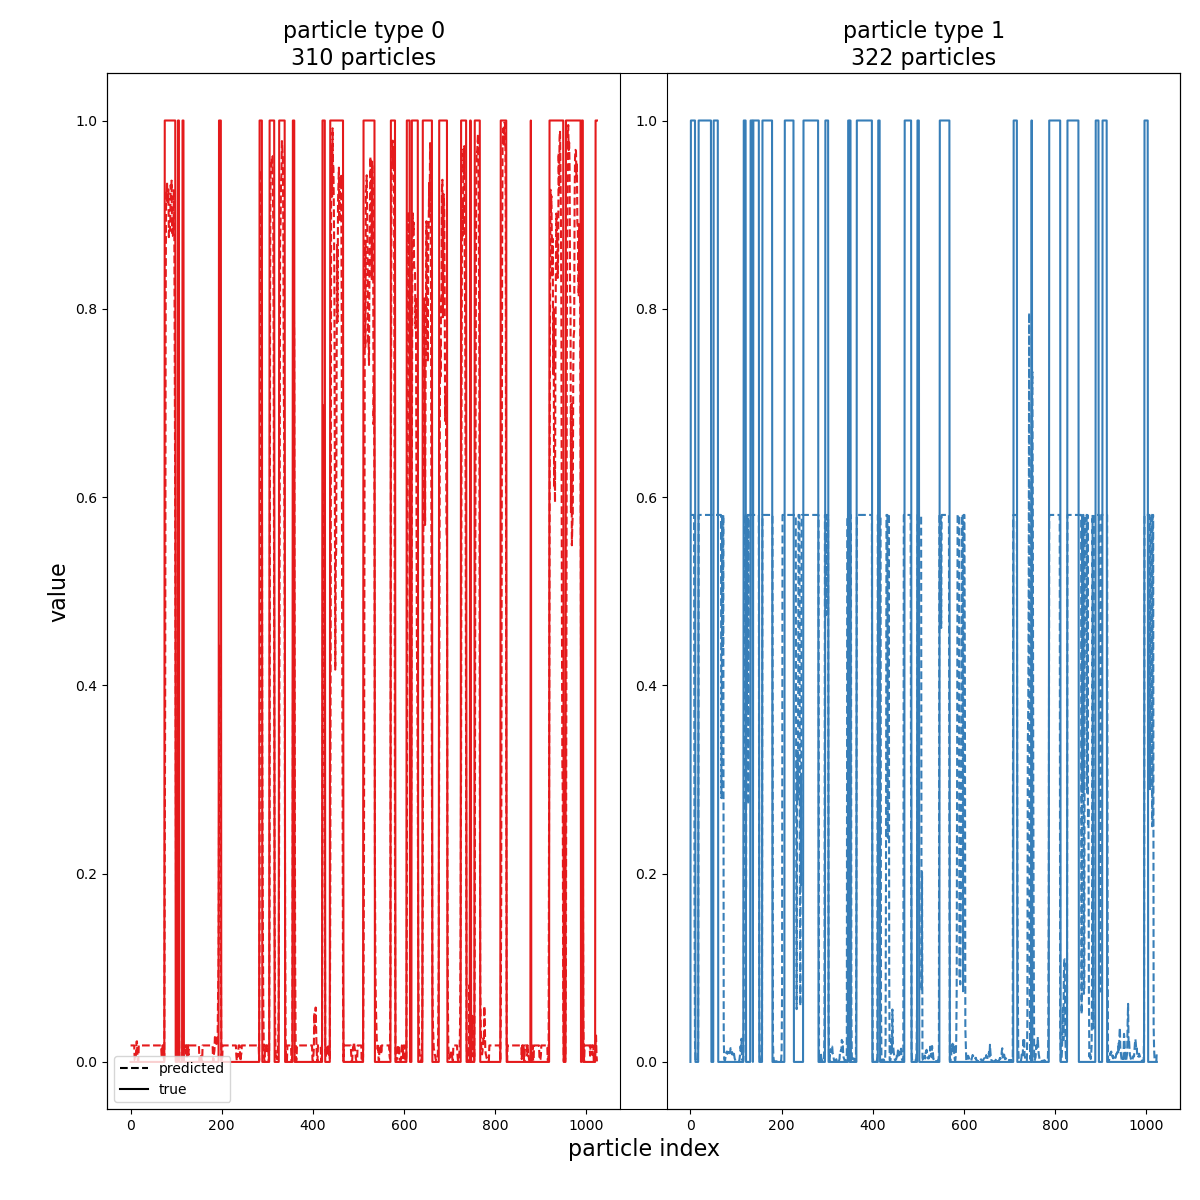 particle type 0
310 particles
particle type 1
322 particles
1.0
0.8
0.6
0.4
0.2
0.0
1.0
0.8
0.6
0.4
0.2
0.0
value
predicted
true
0 200 400 600 800 1000
0 200 400 600 800 1000
particle index